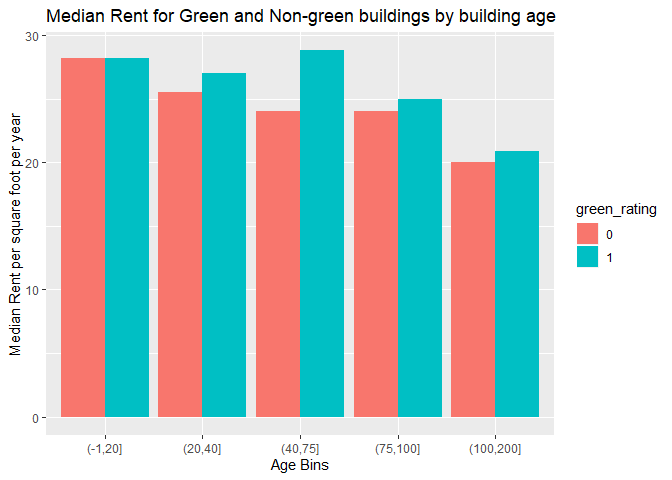 Median Rent for Green and Non-green buildings by building age
30
20
10
0
Median Rent per square foot per year
(-1,20]
(20,40]
(40,75]
(75,100]
(100,200]
Age Bins
green_rating
0
1